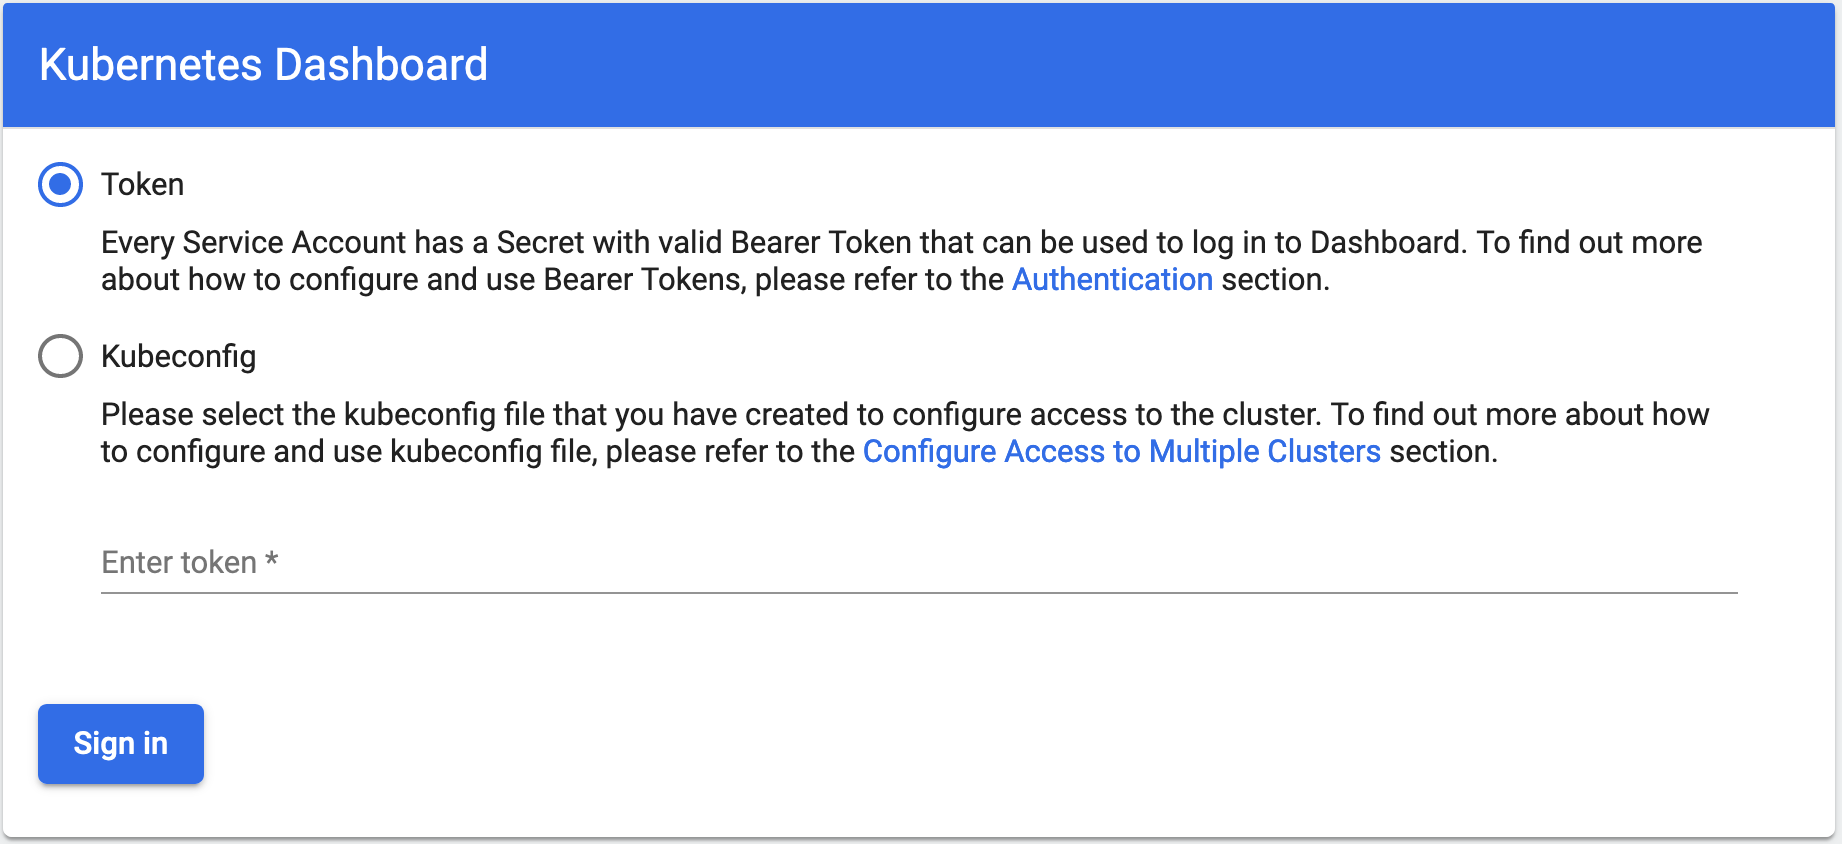 Kubernetes Dashboard
Token
Every Service Account has a Secret with valid Bearer Token that can be used to log in to Dashboard. To find out more
about how to configure and use Bearer Tokens, please refer to the Authentication section.
Kubeconfig
Please select the kubeconfig file that you have created to configure access to the cluster. To find out more about how
to configure and use kubeconfig file, please refer to the Configure Access to Multiple Clusters section.
Enter token *
Sign in